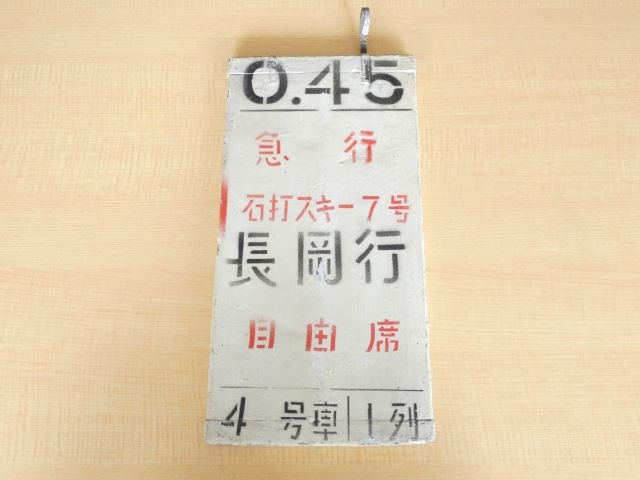 0.45
急行
石打スキー7号
長岡行
自由席
4号車 1列